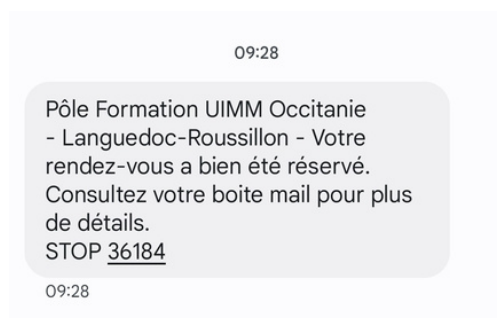 09:28
Pôle Formation UIMM Occitanie
- Languedoc-Roussillon - Votre
rendez-vous a bien été réservé.
Consultez votre boite mail pour plus
de détails.
STOP 36184
09:28